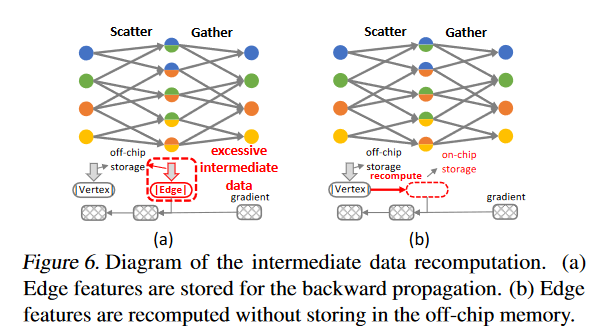 Scatter Gather
Scatter Gather
off-chip
storage
excessive
intermediate
data
|Vertex|
|Edge|
gradient
off-chip
storage
on-chip
storage
recompute
|Vertex|
gradient
(a)
(b)
Figure 6. Diagram of the intermediate data recomputation. (a)
Edge features are stored for the backward propagation. (b) Edge
features are recomputed without storing in the off-chip memory.